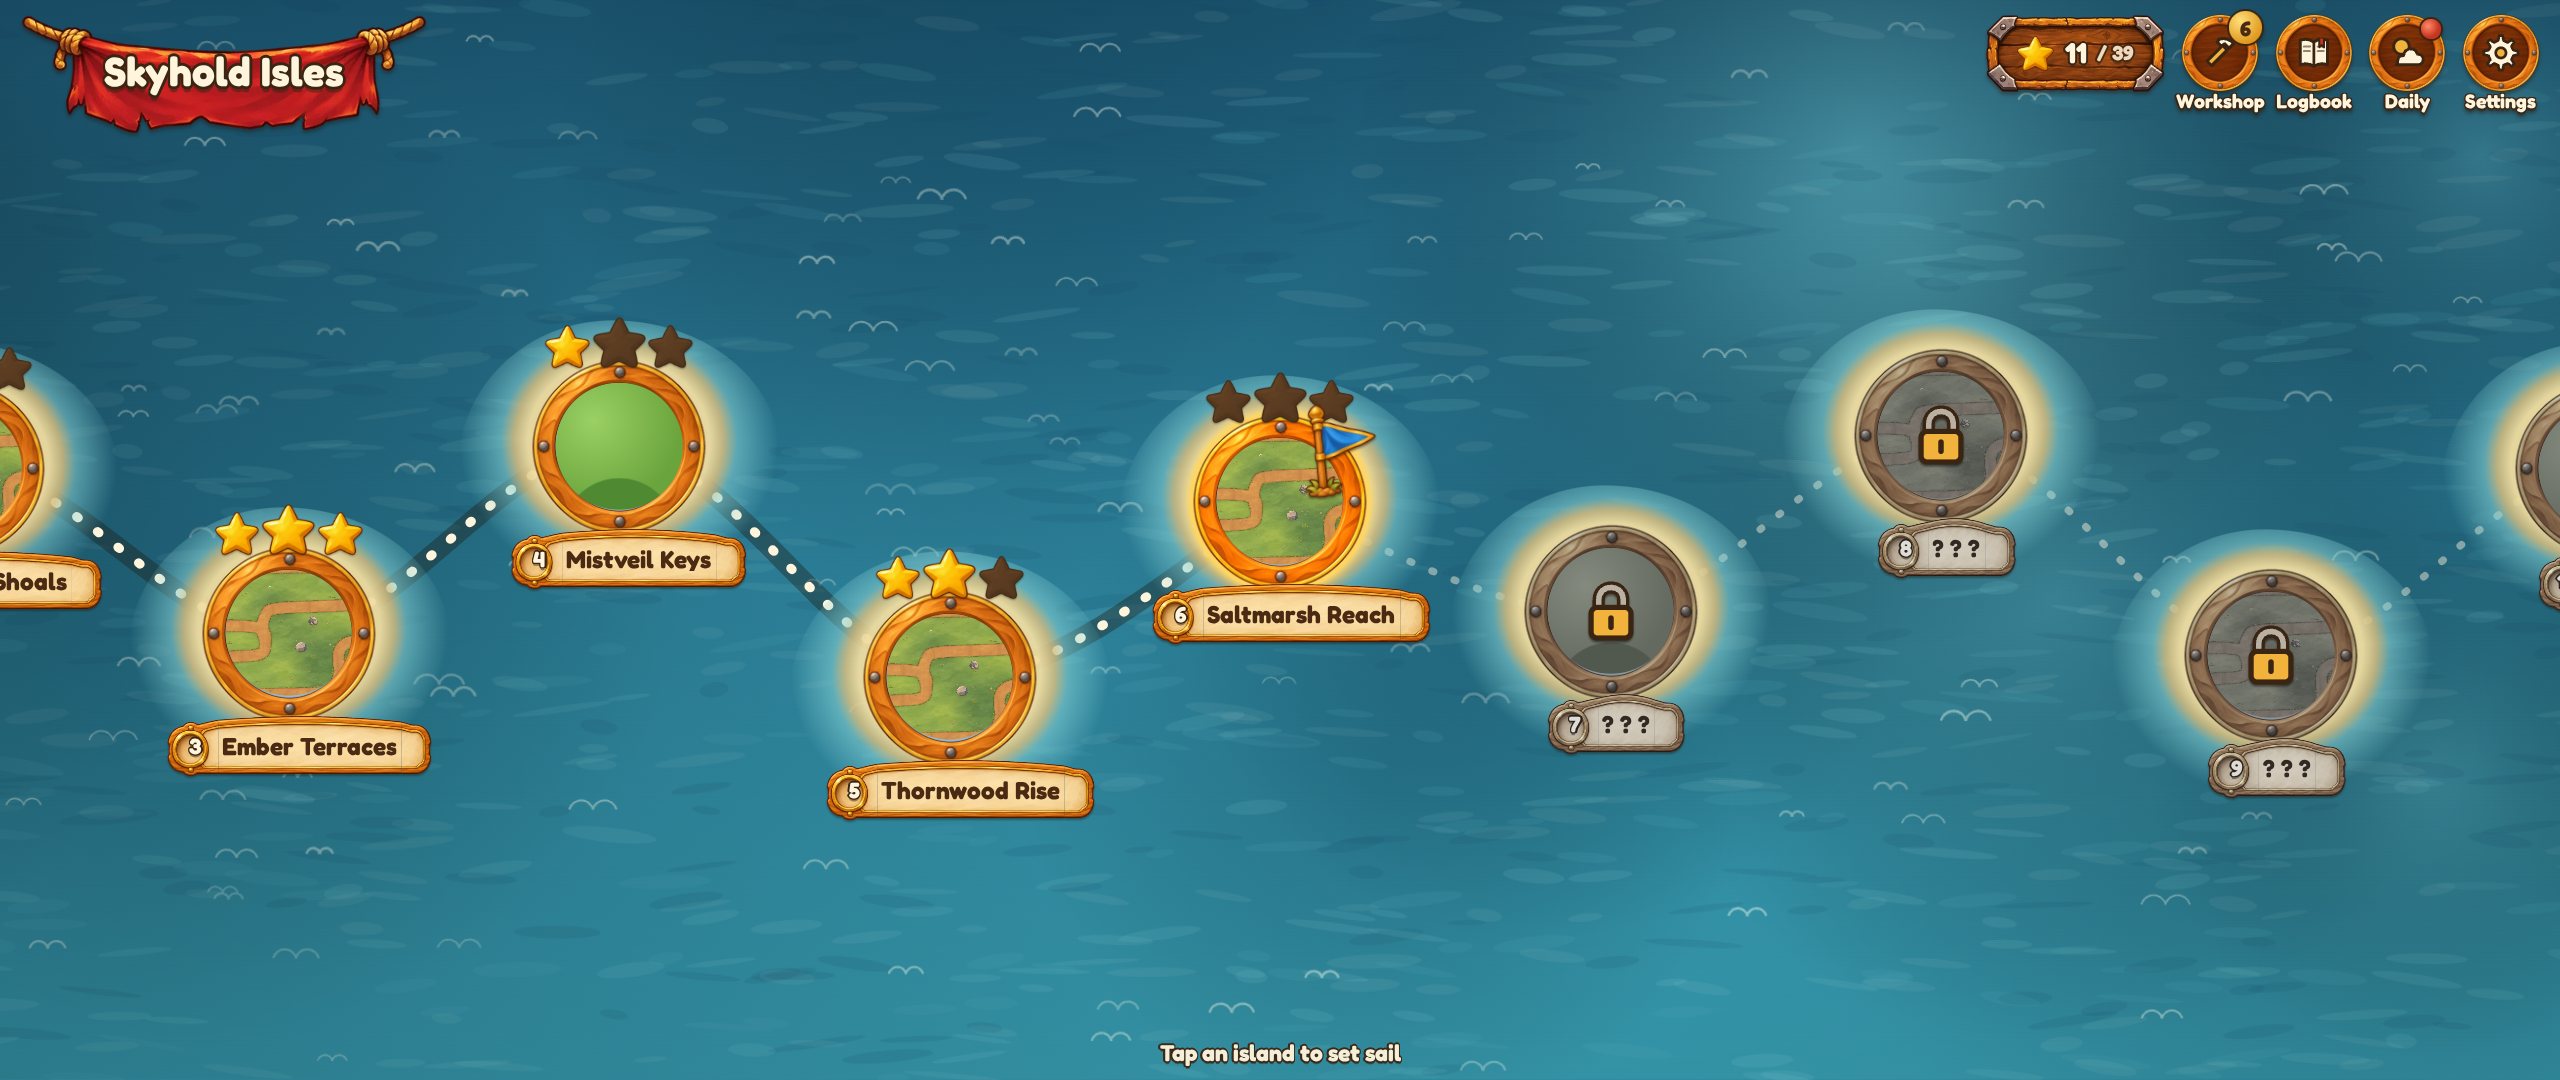 Skyhold Isles
11 / 39
6
Workshop
Logbook
Daily
Settings
Shoals
3 Ember Terraces
4 Mistveil Keys
5 Thornwood Rise
6 Saltmarsh Reach
7 ? ? ?
8 ? ? ?
9 ? ? ?
Tap an island to set sail